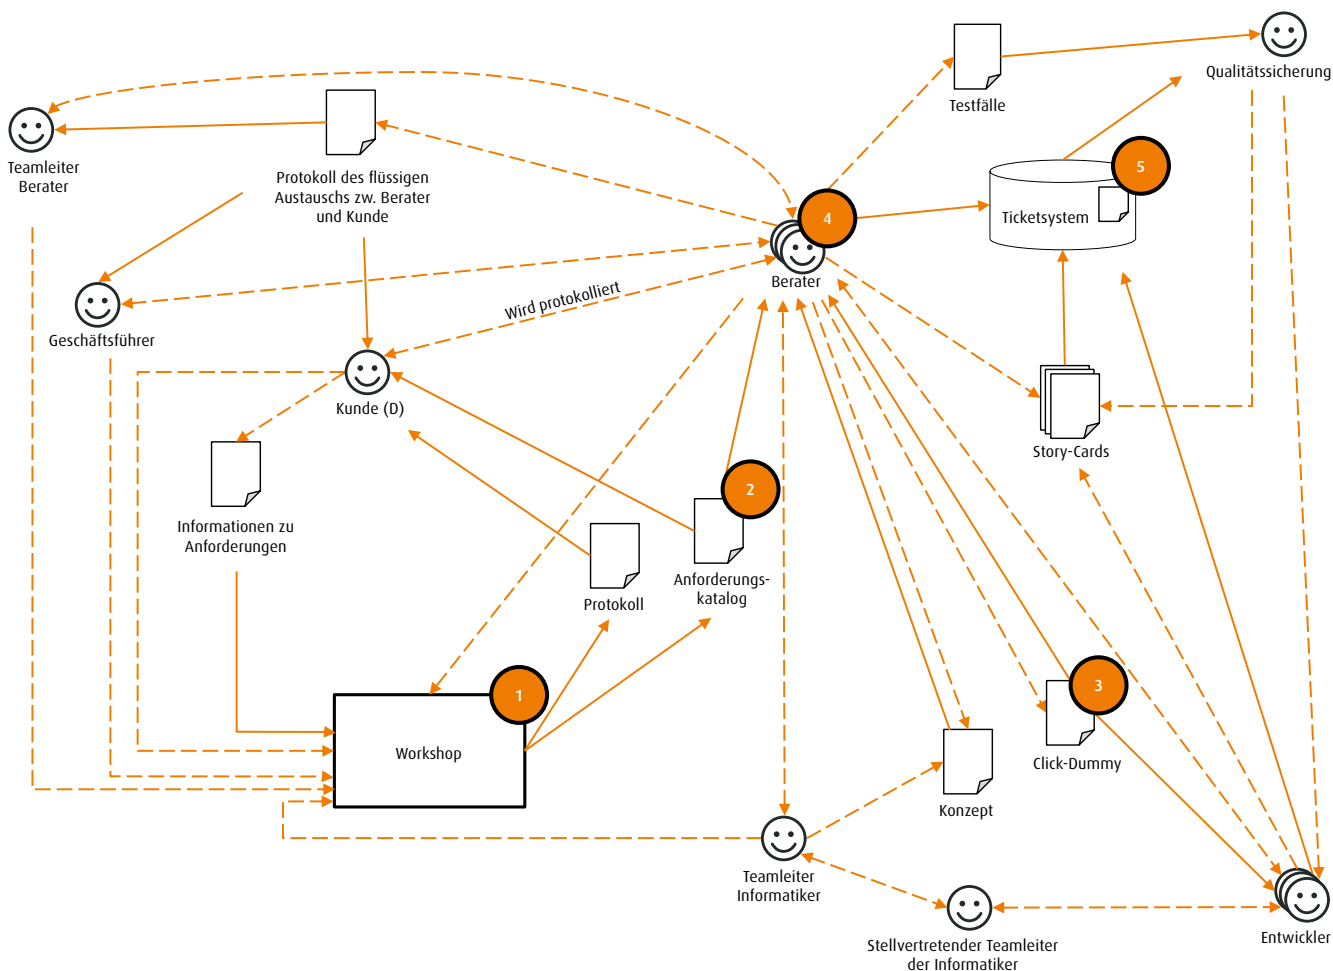 Testfälle
Qualitätssicherung
Teamleiter
Berater
Protokoll des flüssigen
Austauschs zw. Berater
und Kunde
5
Ticketsystem
4
Berater
Wird protokolliert
Geschäftsführer
Kunde (D)
Story-Cards
Informationen zu
Anforderungen
2
Anforderungs-
katalog
Protokoll
1
Workshop
3
Click-Dummy
Konzept
Teamleiter
Informatiker
Stellvertretender Teamleiter
der Informatiker
Entwickler